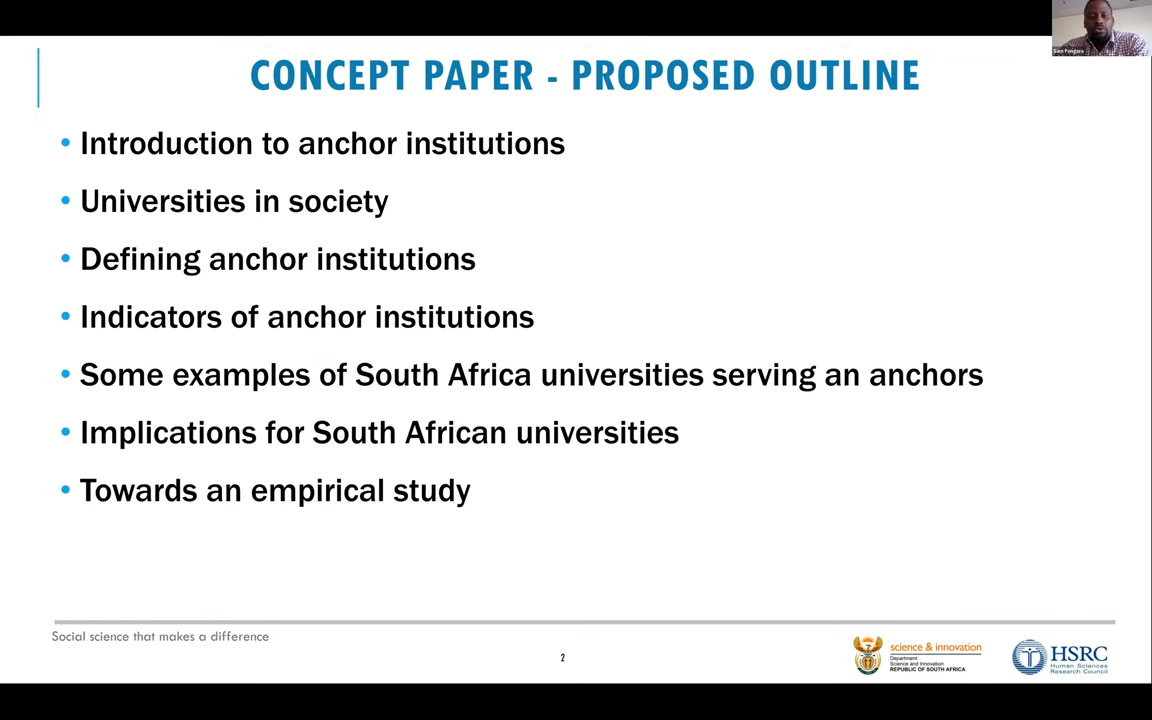 Sam Fongwa
CONCEPT PAPER - PROPOSED OUTLINE
• Introduction to anchor institutions
• Universities in society
• Defining anchor institutions
• Indicators of anchor institutions
• Some examples of South Africa universities serving an anchors
• Implications for South African universities
• Towards an empirical study
Social science that makes a difference
2
science & innovation
Department
Science and Innovation
REPUBLIC OF SOUTH AFRICA
HSRC
Human Sciences
Research Council